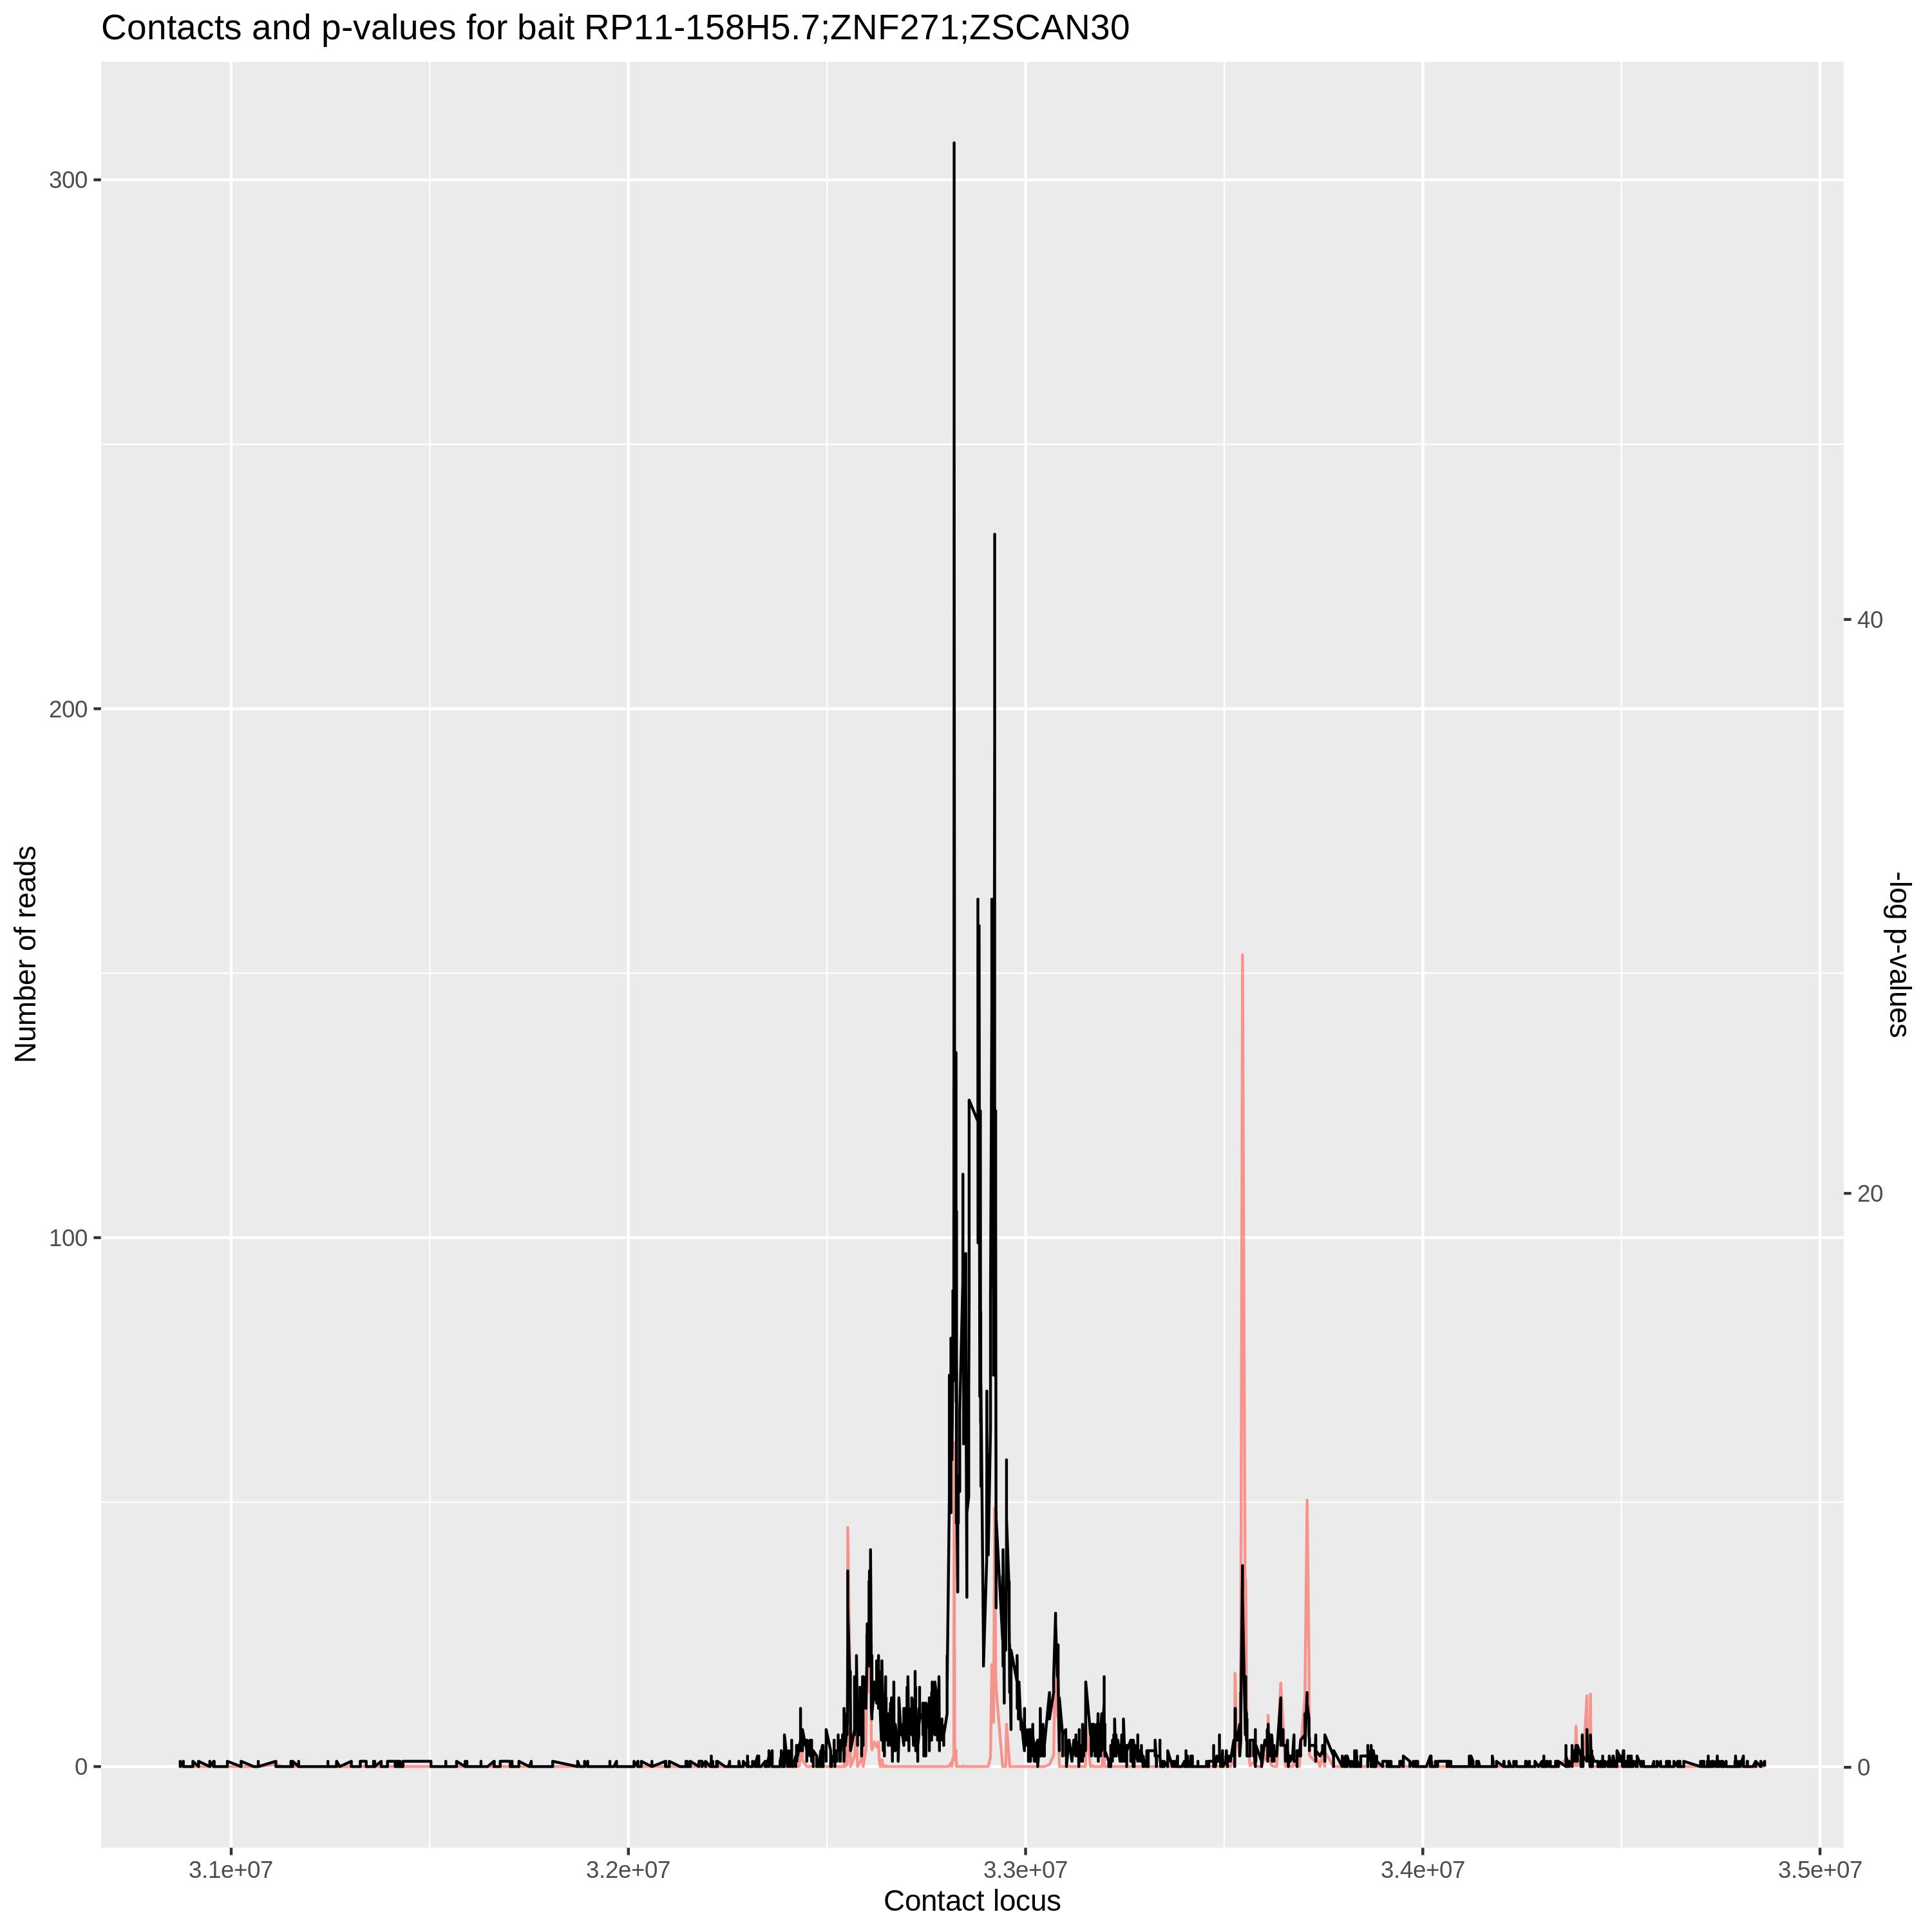 Contacts and p-values for bait RP11-158H5.7;ZNF271;ZSCAN30
300
200
100
0
Number of reads
40
20
0
-log p-values
3.1e+07
3.2e+07
3.3e+07
3.4e+07
3.5e+07
Contact locus